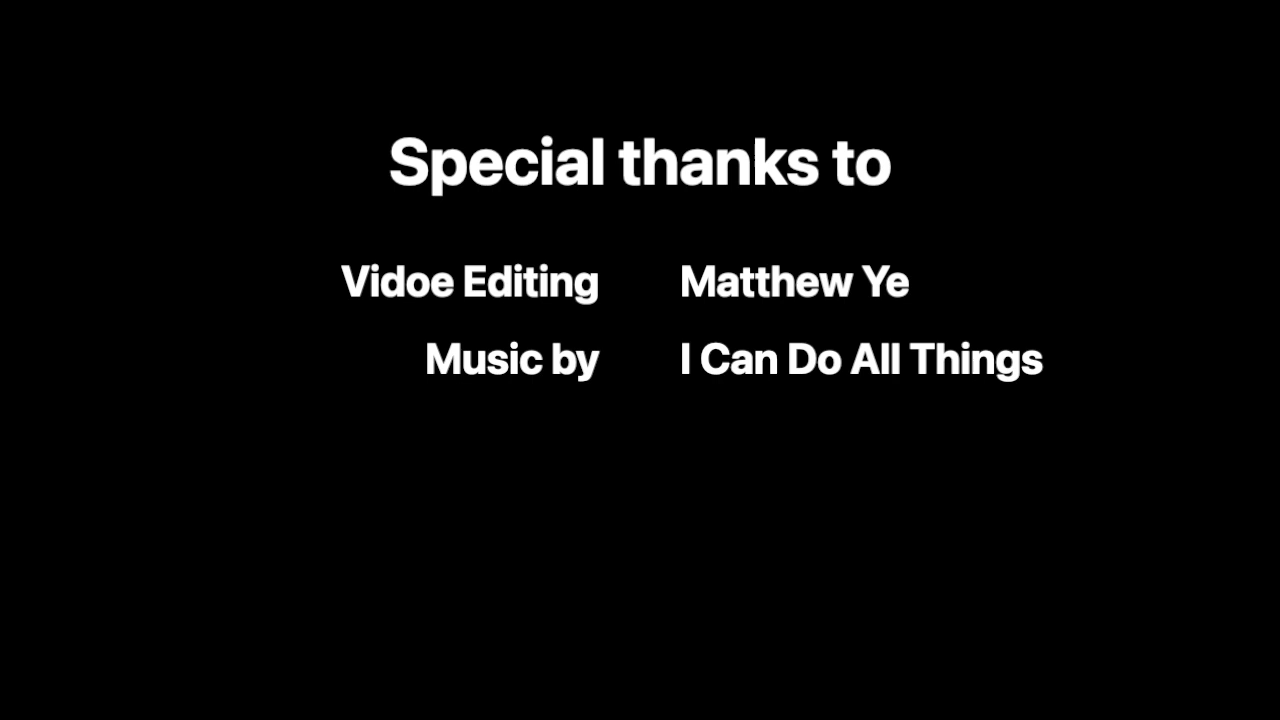 Special thanks to
Vidoe Editing Matthew Ye
Music by I Can Do All Things